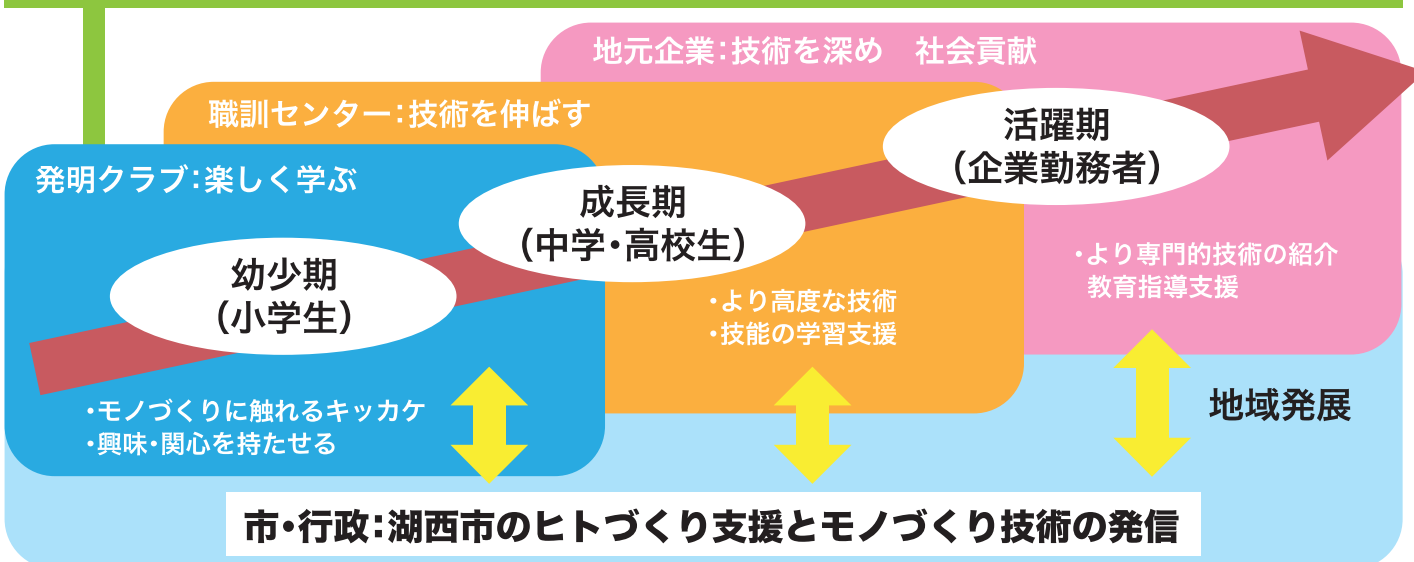 地元企業：技術を深め　社会貢献
職訓センター：技術を伸ばす
発明クラブ：楽しく学ぶ
活躍期
（企業勤務者）
成長期
（中学・高校生）
幼少期
（小学生）
・より専門的技術の紹介
教育指導支援
・より高度な技術
・技能の学習支援
・モノづくりに触れるキッカケ
・興味・関心を持たせる
地域発展
市・行政：湖西市のヒトづくり支援とモノづくり技術の発信